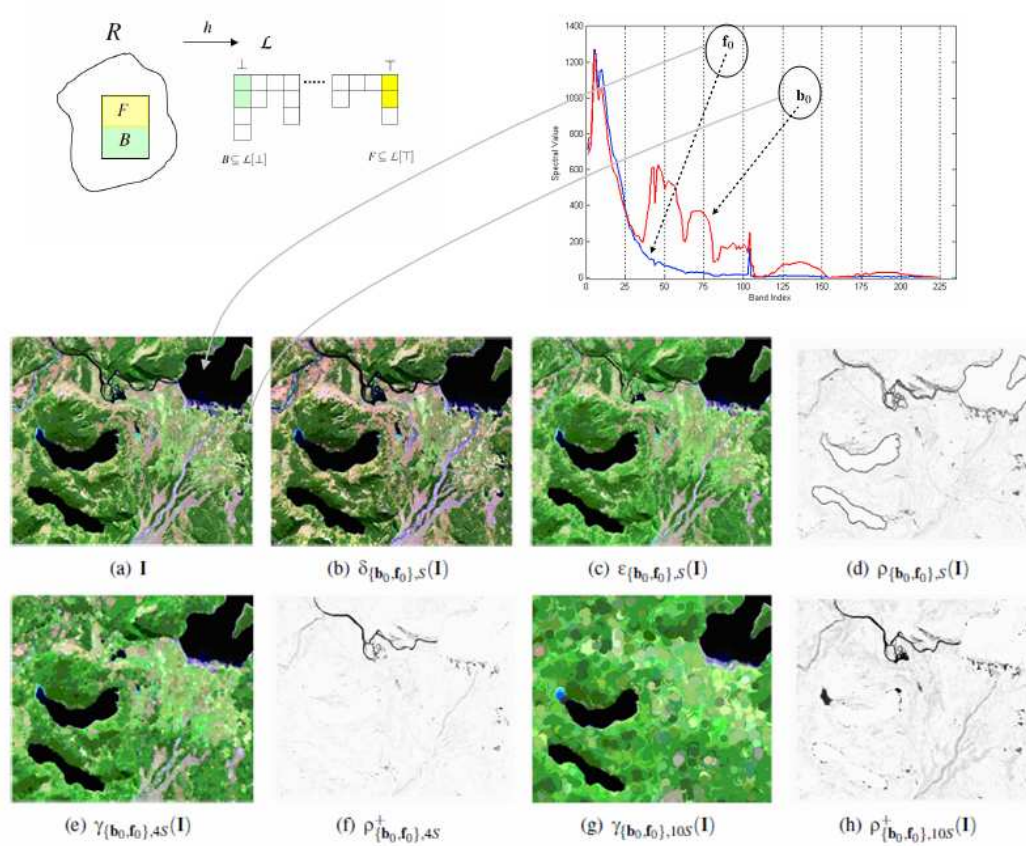 R
h
ℒ
⊥
⊤
F
B
B ⊆ ℒ[⊥]
F ⊆ ℒ[⊤]
f₀
b₀
Spectral Value
1400
1200
1000
800
600
400
200
0
0 25 50 75 100 125 150 175 200 225
Band Index
(a) I
(b) δ{b₀,f₀},S(I)
(c) ε{b₀,f₀},S(I)
(d) ρ{b₀,f₀},S(I)
(e) γ{b₀,f₀},4S(I)
(f) ρ⁺{b₀,f₀},4S
(g) γ{b₀,f₀},10S(I)
(h) ρ⁺{b₀,f₀},10S(I)